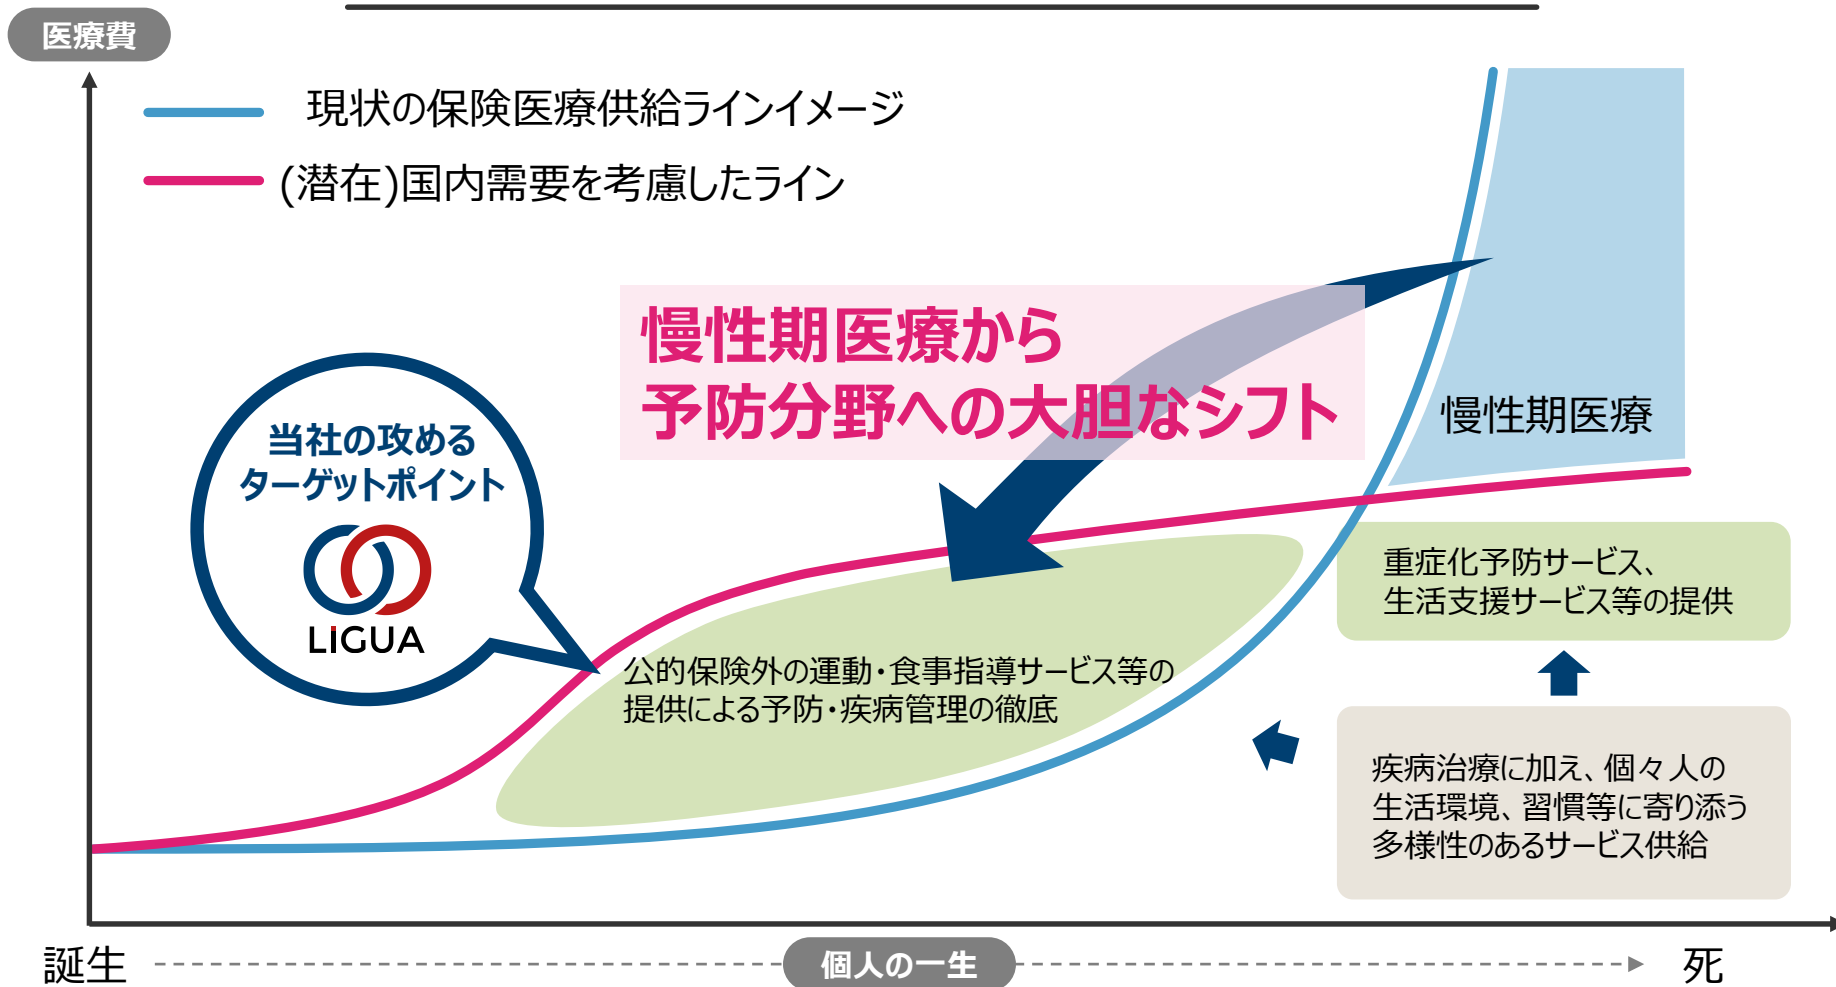 医療費
現状の保険医療供給ラインイメージ
(潜在)国内需要を考慮したライン
慢性期医療から
予防分野への大胆なシフト
慢性期医療
当社の攻める
ターゲットポイント
LIGUA
重症化予防サービス、
生活支援サービス等の提供
公的保険外の運動・食事指導サービス等の
提供による予防・疾病管理の徹底
疾病治療に加え、個々人の
生活環境、習慣等に寄り添う
多様性のあるサービス供給
誕生
個人の一生
死